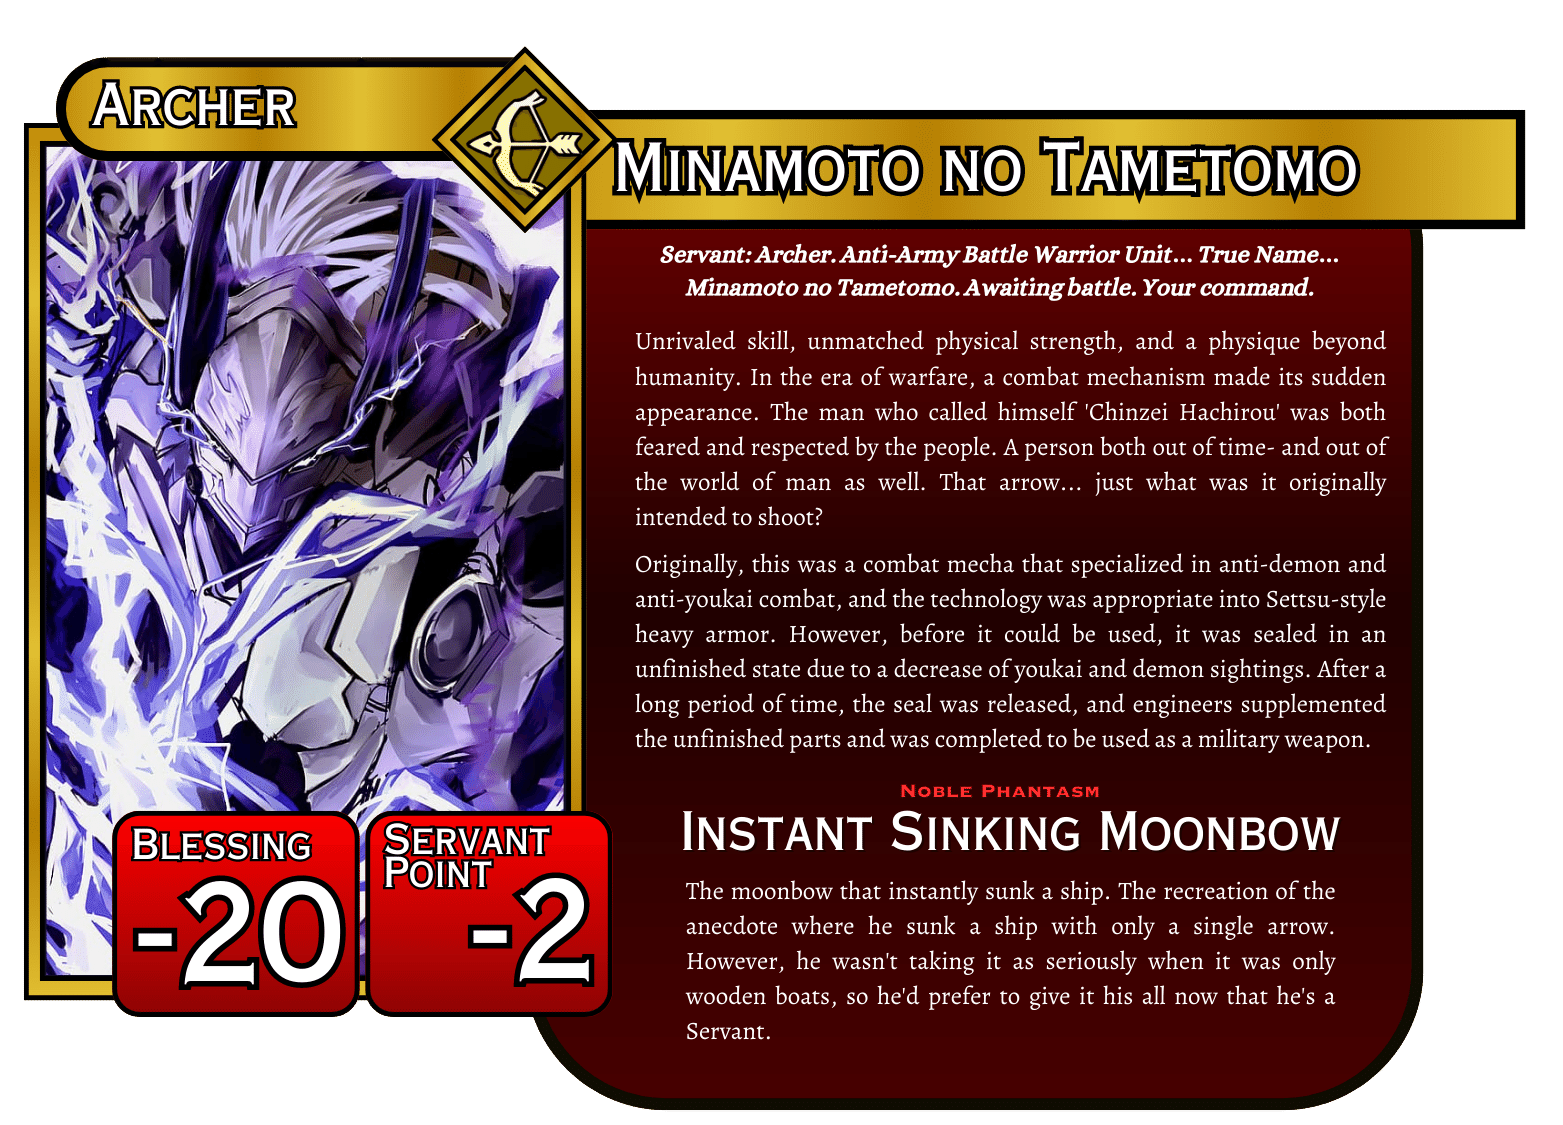 Archer
Minamoto no Tametomo
Servant: Archer. Anti-Army Battle Warrior Unit... True Name...
Minamoto no Tametomo. Awaiting battle. Your command.
Unrivaled skill, unmatched physical strength, and a physique beyond
humanity. In the era of warfare, a combat mechanism made its sudden
appearance. The man who called himself 'Chinzei Hachirou' was both
feared and respected by the people. A person both out of time- and out of
the world of man as well. That arrow... just what was it originally
intended to shoot?
Originally, this was a combat mecha that specialized in anti-demon and
anti-youkai combat, and the technology was appropriate into Settsu-style
heavy armor. However, before it could be used, it was sealed in an
unfinished state due to a decrease of youkai and demon sightings. After a
long period of time, the seal was released, and engineers supplemented
the unfinished parts and was completed to be used as a military weapon.
Noble Phantasm
Instant Sinking Moonbow
The moonbow that instantly sunk a ship. The recreation of the
anecdote where he sunk a ship with only a single arrow.
However, he wasn't taking it as seriously when it was only
wooden boats, so he'd prefer to give it his all now that he's a
Servant.
Blessing
-20
Servant
Point
-2